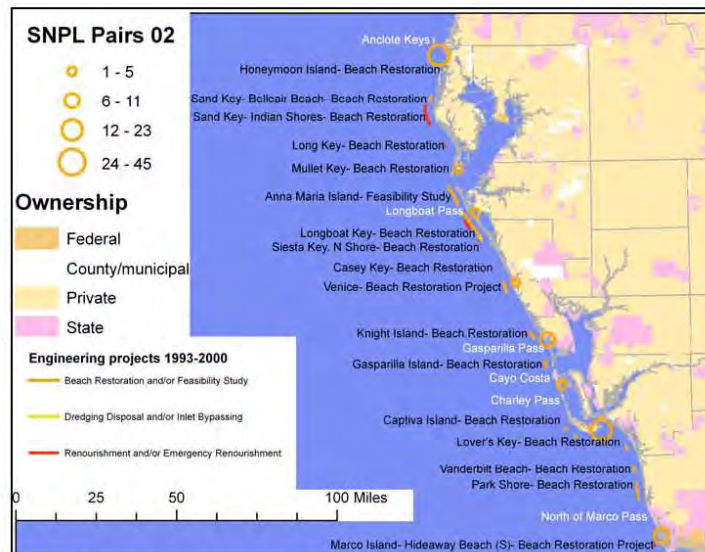 SNPL Pairs 02
1 - 5
6 - 11
12 - 23
24 - 45
Ownership
Federal
County/municipal
Private
State
Engineering projects 1993-2000
Beach Restoration and/or Feasibility Study
Dredging Disposal and/or Inlet Bypassing
Renourishment and/or Emergency Renourishment
0 25 50 100 Miles
Anclote Keys
Honeymoon Island- Beach Restoration
Sand Key- Bellcair Beach- Beach Restoration
Sand Key- Indian Shores- Beach Restoration
Long Key- Beach Restoration
Mullet Key- Beach Restoration
Anna Maria Island- Feasibility Study
Longboat Pass
Longboat Key- Beach Restoration
Siesta Key. N Shore- Beach Restoration
Casey Key- Beach Restoration
Venice- Beach Restoration Project
Knight Island- Beach Restoration
Gasparilla Pass
Gasparilla Island- Beach Restoration
Cayo Costa
Charley Pass
Captiva Island- Beach Restoration
Lover's Key- Beach Restoration
Vanderbilt Beach- Beach Restoration
Park Shore- Beach Restoration
North of Marco Pass
Marco Island- Hideaway Beach (S)- Beach Restoration Project